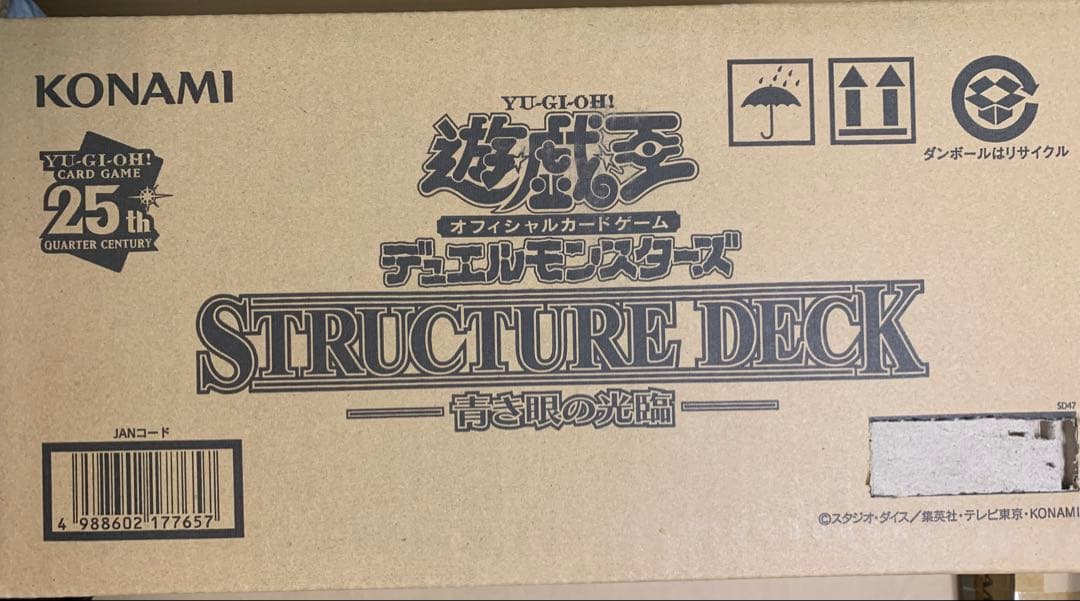 KONAMI
YU-GI-OH!
CARD GAME
25th
QUARTER CENTURY
YU-GI-OH!
遊戯王
オフィシャルカードゲーム
デュエルモンスターズ
STRUCTURE DECK
青き眼の光臨
ダンボールはリサイクル
JANコード
4 988602 177657
SD47
©スタジオ・ダイス/集英社・テレビ東京・KONAMI